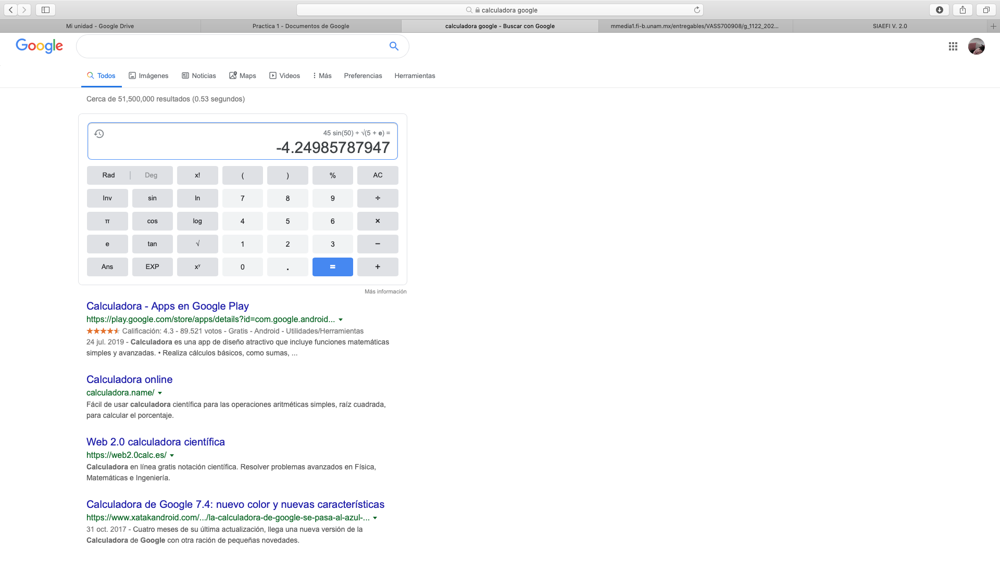 calculadora google
Mi unidad - Google Drive
Practica 1 - Documentos de Google
calculadora google - Buscar con Google
mmedia1.fi-b.unam.mx/entregables/VASS700908/g_1122_202...
SIAEFI V. 2.0
Google
Todos Imágenes Noticias Maps Videos Más Preferencias Herramientas
Cerca de 51,500,000 resultados (0.53 segundos)
45 sin(50) ÷ √(5 + e) =
-4.24985787947
Rad | Deg x! ( ) % AC
Inv sin ln 7 8 9 ÷
π cos log 4 5 6 ×
e tan √ 1 2 3 −
Ans EXP xʸ 0 . = +
Más información
Calculadora - Apps en Google Play
https://play.google.com/store/apps/details?id=com.google.android...
Calificación: 4.3 - 89.521 votos - Gratis - Android - Utilidades/Herramientas
24 jul. 2019 - Calculadora es una app de diseño atractivo que incluye funciones matemáticas
simples y avanzadas. • Realiza cálculos básicos, como sumas, ...
Calculadora online
calculadora.name/
Fácil de usar calculadora científica para las operaciones aritméticas simples, raíz cuadrada,
para calcular el porcentaje.
Web 2.0 calculadora científica
https://web2.0calc.es/
Calculadora en línea gratis notación científica. Resolver problemas avanzados en Física,
Matemáticas e Ingeniería.
Calculadora de Google 7.4: nuevo color y nuevas características
https://www.xatakandroid.com/.../la-calculadora-de-google-se-pasa-al-azul-...
31 oct. 2017 - Cuatro meses de su última actualización, llega una nueva versión de la
Calculadora de Google con otra ración de pequeñas novedades.